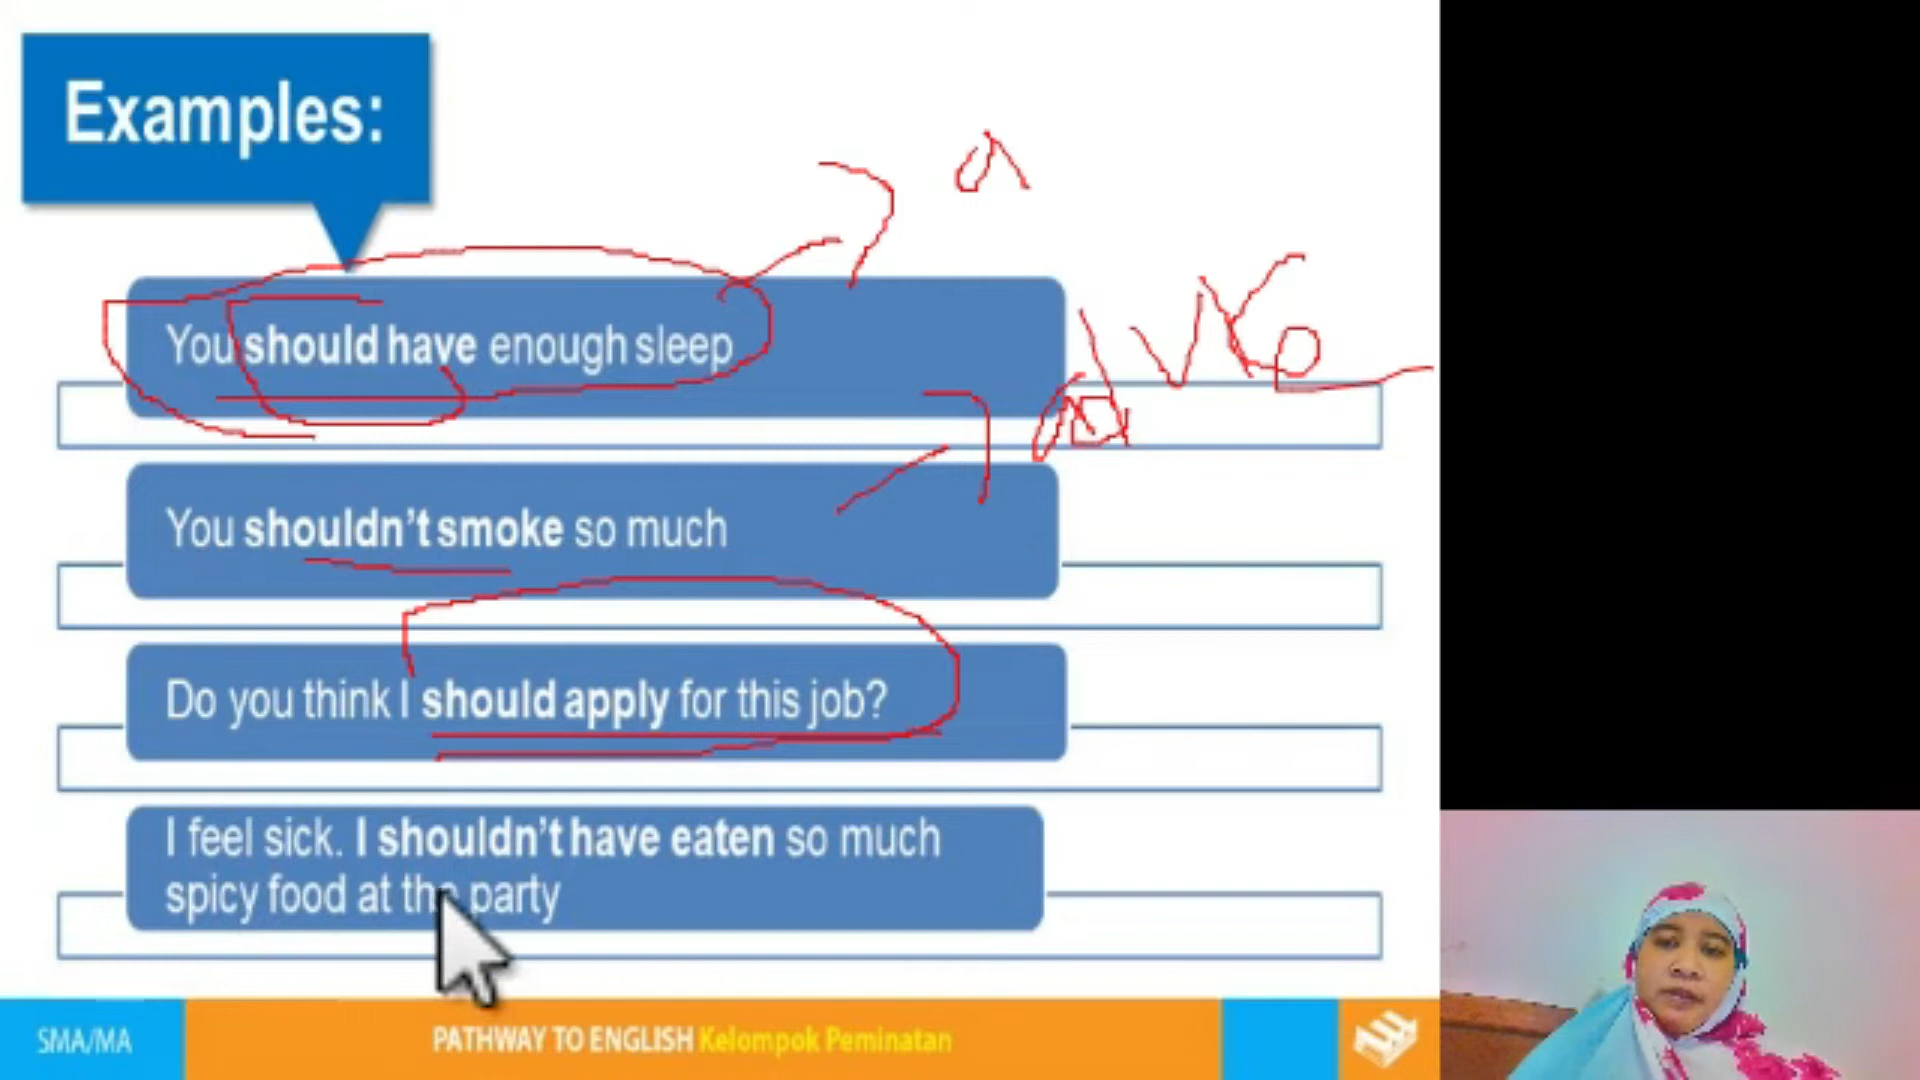 Examples:
You should have enough sleep
You shouldn't smoke so much
Do you think I should apply for this job?
I feel sick. I shouldn't have eaten so much
spicy food at the party
SMA/MA
PATHWAY TO ENGLISH Kelompok Peminatan